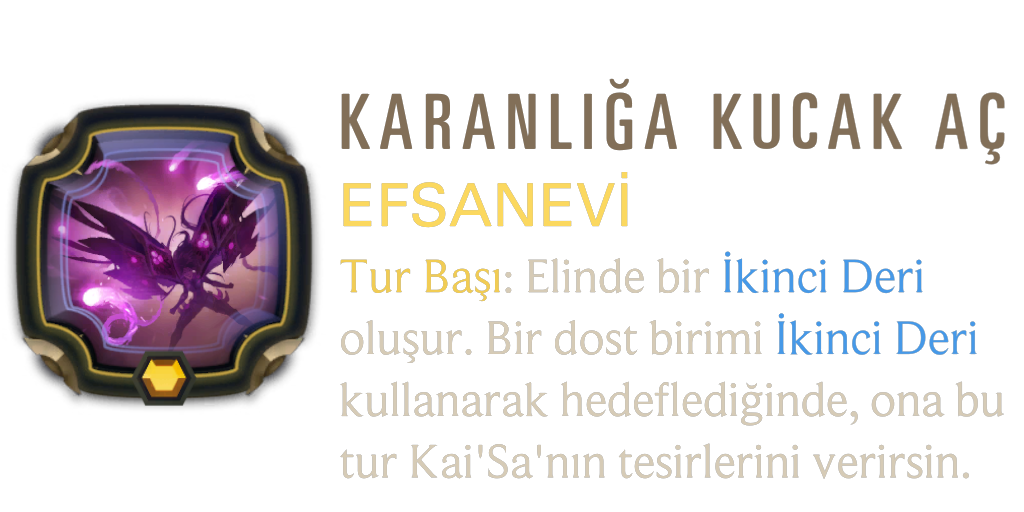 KARANLIĞA KUCAK AÇ
EFSANEVİ
Tur Başı: Elinde bir İkinci Deri
oluşur. Bir dost birimi İkinci Deri
kullanarak hedeflediğinde, ona bu
tur Kai'Sa'nın tesirlerini verirsin.